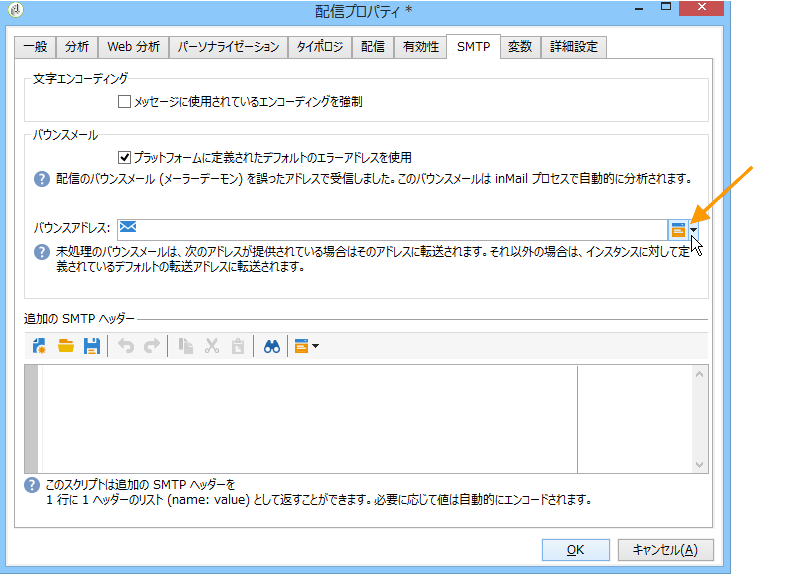 配信プロパティ *
一般 分析 Web 分析 パーソナライゼーション タイポロジ 配信 有効性 SMTP 変数 詳細設定
文字エンコーディング
メッセージに使用されているエンコーディングを強制
バウンスメール
プラットフォームに定義されたデフォルトのエラーアドレスを使用
配信のバウンスメール (メーラーデーモン) を誤ったアドレスで受信しました。このバウンスメールは inMail プロセスで自動的に分析されます。
バウンスアドレス:
未処理のバウンスメールは、次のアドレスが提供されている場合はそのアドレスに転送されます。それ以外の場合は、インスタンスに対して定
義されているデフォルトの転送アドレスに転送されます。
追加の SMTP ヘッダー
このスクリプトは追加の SMTP ヘッダーを
1 行に 1 ヘッダーのリスト (name: value) として返すことができます。必要に応じて値は自動的にエンコードされます。
OK キャンセル(A)